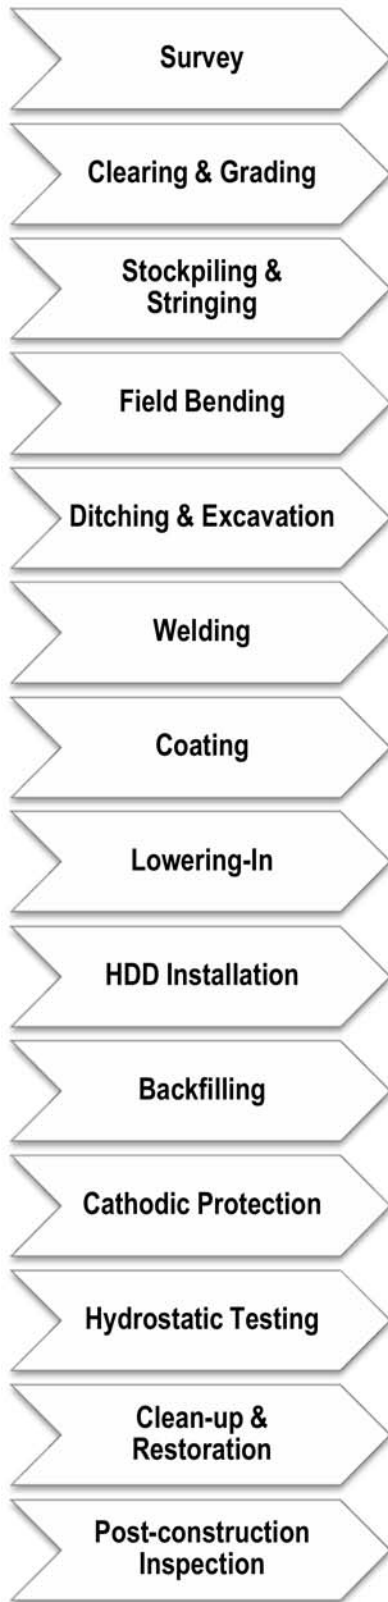 Survey
Clearing & Grading
Stockpiling &
Stringing
Field Bending
Ditching & Excavation
Welding
Coating
Lowering-In
HDD Installation
Backfilling
Cathodic Protection
Hydrostatic Testing
Clean-up &
Restoration
Post-construction
Inspection